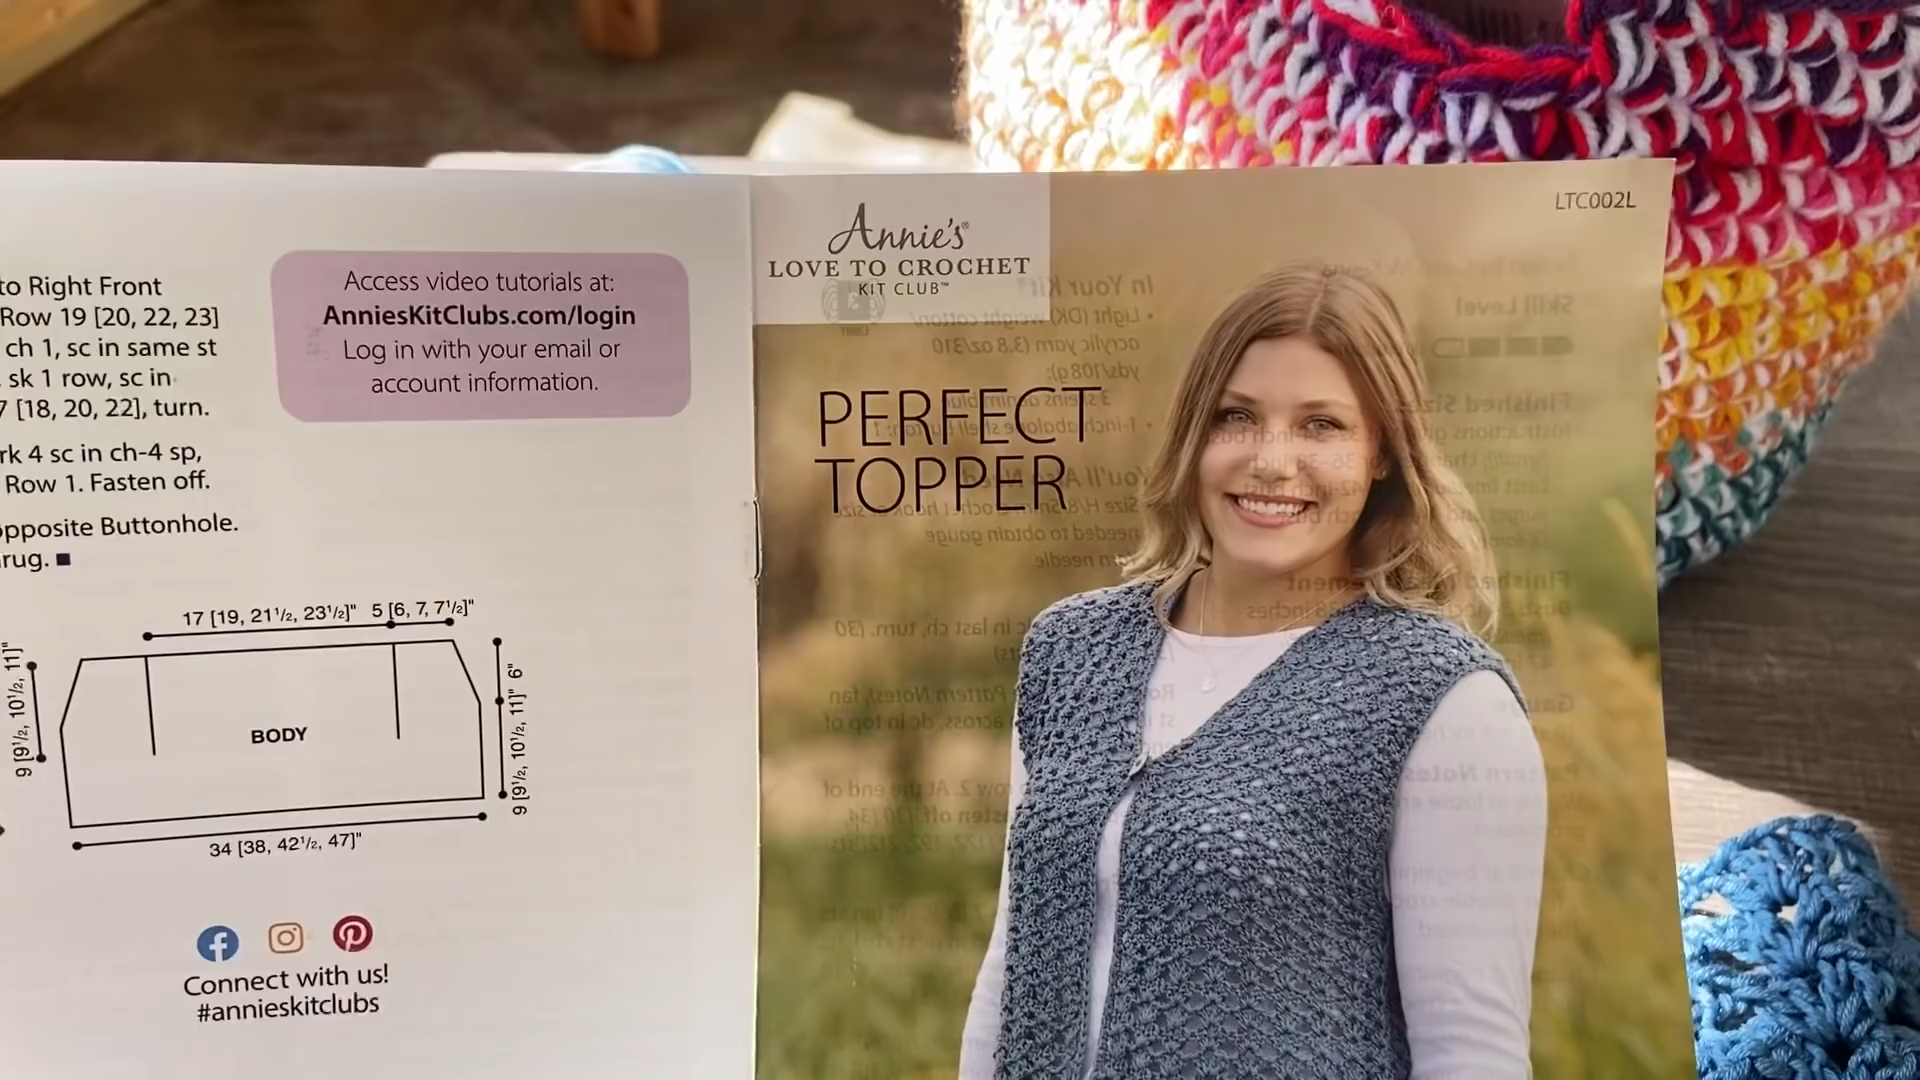 to Right Front
Row 19 [20, 22, 23]
ch 1, sc in same st
, sk 1 row, sc in
7 [18, 20, 22], turn.
rk 4 sc in ch-4 sp,
Row 1. Fasten off.
opposite Buttonhole.
rug. ■
Access video tutorials at:
AnniesKitClubs.com/login
Log in with your email or
account information.
17 [19, 21½, 23½]" 5 [6, 7, 7½]"
9 [9½, 10½, 11]"
BODY
6"
9 [9½, 10½, 11]"
34 [38, 42½, 47]"
Connect with us!
#annieskitclubs
Annie's®
LOVE TO CROCHET
KIT CLUB™
LTC002L
PERFECT
TOPPER